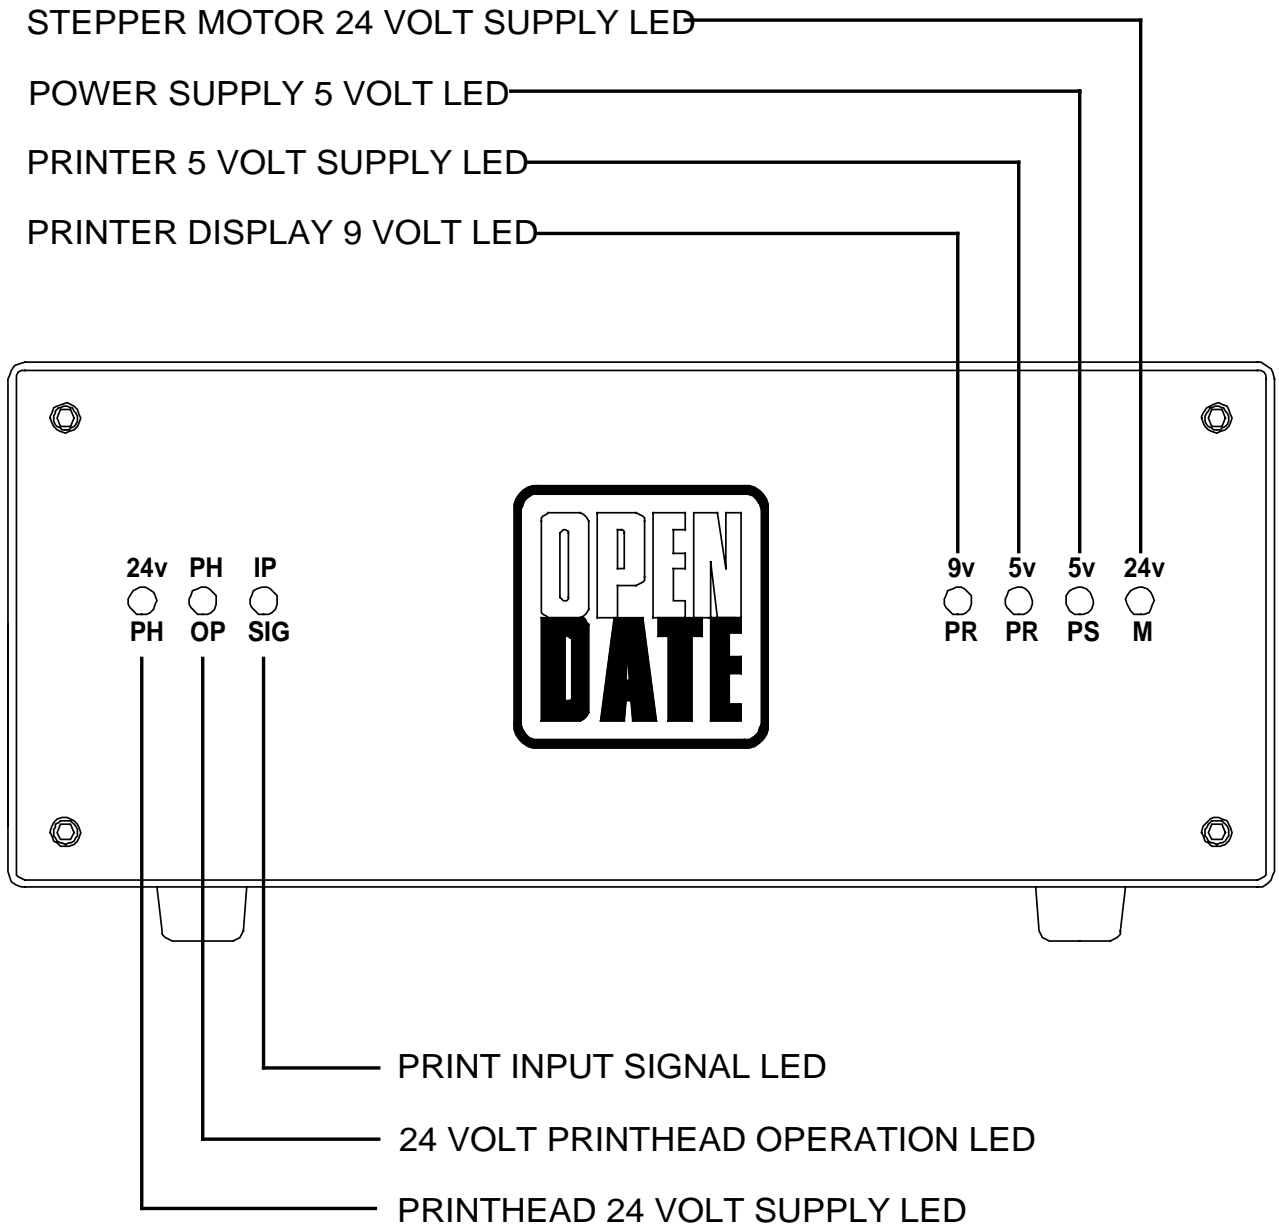 STEPPER MOTOR 24 VOLT SUPPLY LED
POWER SUPPLY 5 VOLT LED
PRINTER 5 VOLT SUPPLY LED
PRINTER DISPLAY 9 VOLT LED
OPEN
DATE
24v PH IP
PH OP SIG
9v 5v 5v 24v
PR PR PS M
PRINT INPUT SIGNAL LED
24 VOLT PRINTHEAD OPERATION LED
PRINTHEAD 24 VOLT SUPPLY LED